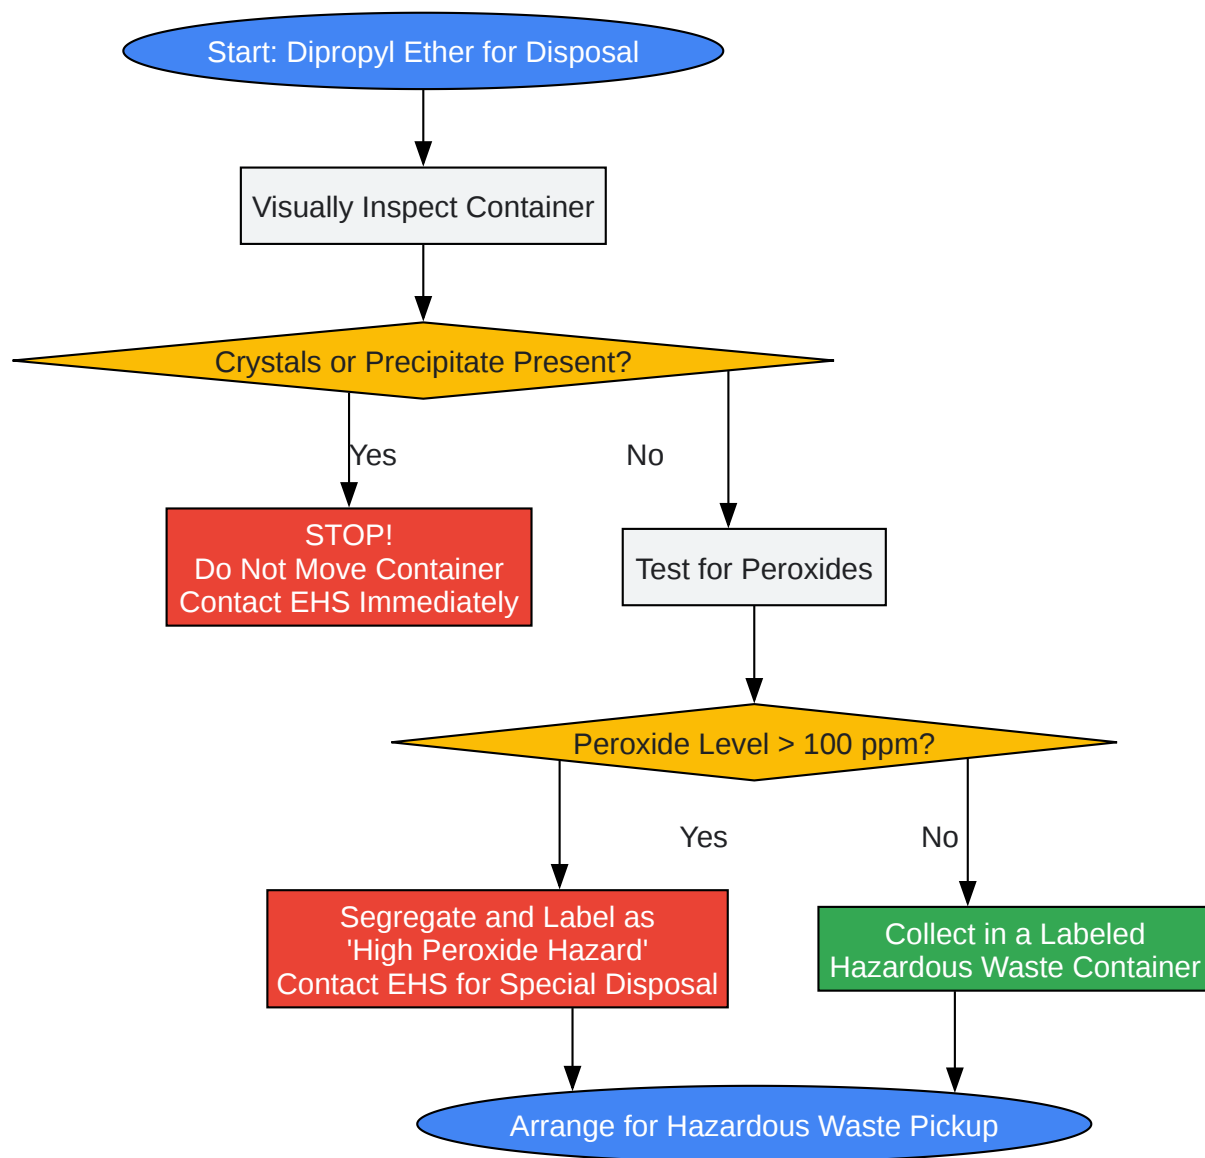 Start: Dipropyl Ether for Disposal
Visually Inspect Container
Crystals or Precipitate Present?
Yes
No
STOP!
Do Not Move Container
Contact EHS Immediately
Test for Peroxides
Peroxide Level > 100 ppm?
Yes
No
Segregate and Label as
'High Peroxide Hazard'
Contact EHS for Special Disposal
Collect in a Labeled
Hazardous Waste Container
Arrange for Hazardous Waste Pickup